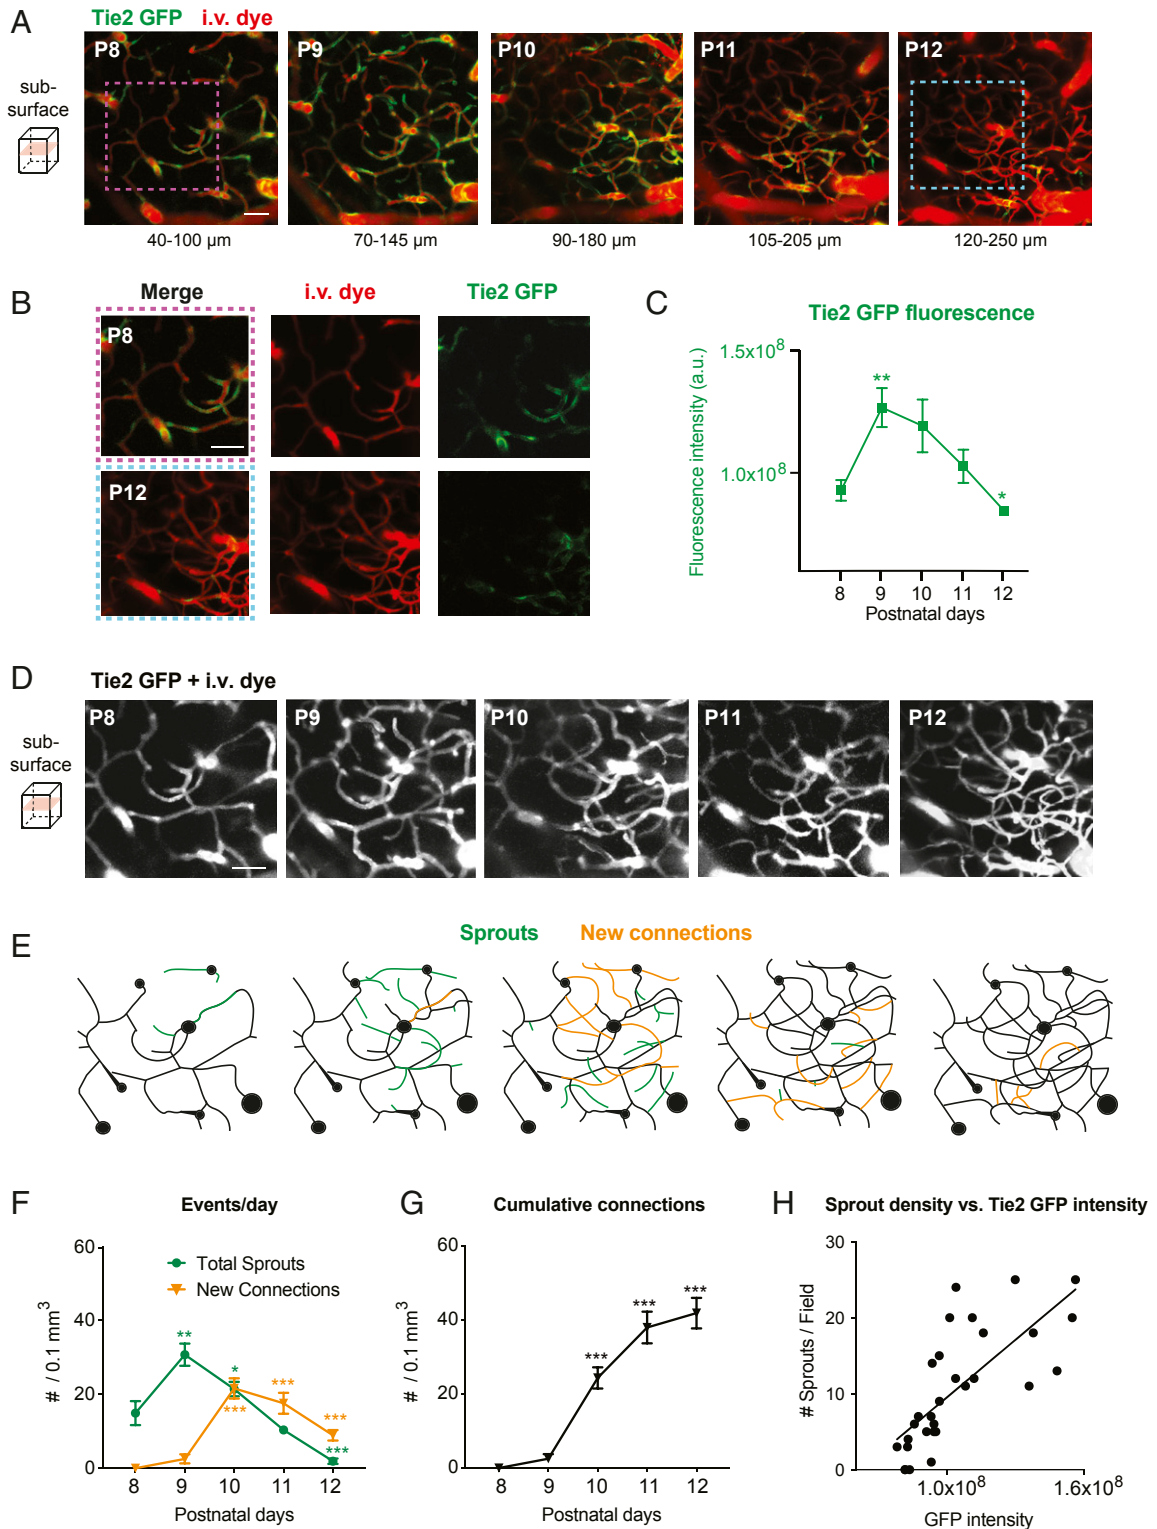 A
Tie2 GFP i.v. dye
sub-
surface
P8
P9
P10
P11
P12
40-100 µm
70-145 µm
90-180 µm
105-205 µm
120-250 µm
B
Merge
i.v. dye
Tie2 GFP
P8
P12
C
Tie2 GFP fluorescence
Fluorescence intensity (a.u.)
1.5x10⁸
1.0x10⁸
**
*
8 9 10 11 12
Postnatal days
D
Tie2 GFP + i.v. dye
sub-
surface
P8
P9
P10
P11
P12
E
Sprouts
New connections
F
Events/day
# / 0.1 mm³
60
40
20
0
Total Sprouts
New Connections
**
*
***
***
***
***
8 9 10 11 12
Postnatal days
G
Cumulative connections
# / 0.1 mm³
60
40
20
0
***
***
***
8 9 10 11 12
Postnatal days
H
Sprout density vs. Tie2 GFP intensity
# Sprouts / Field
30
20
10
0
1.0x10⁸
1.6x10⁸
GFP intensity